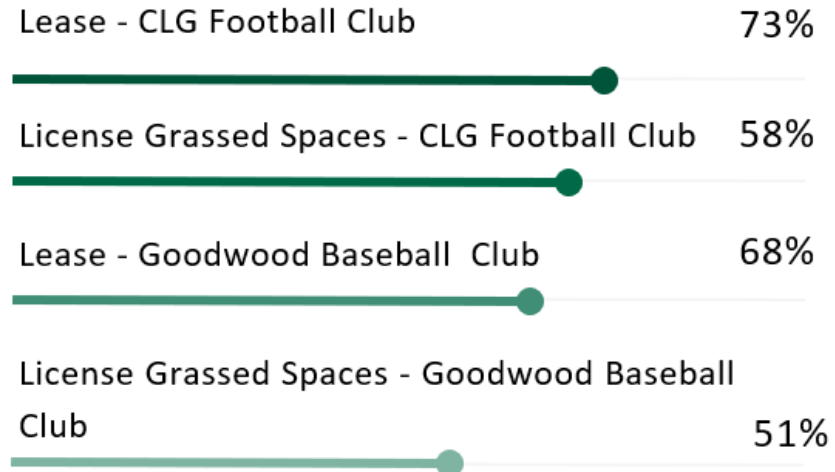 Lease - CLG Football Club 73%
License Grassed Spaces - CLG Football Club 58%
Lease - Goodwood Baseball  Club 68%
License Grassed Spaces - Goodwood Baseball
Club 51%